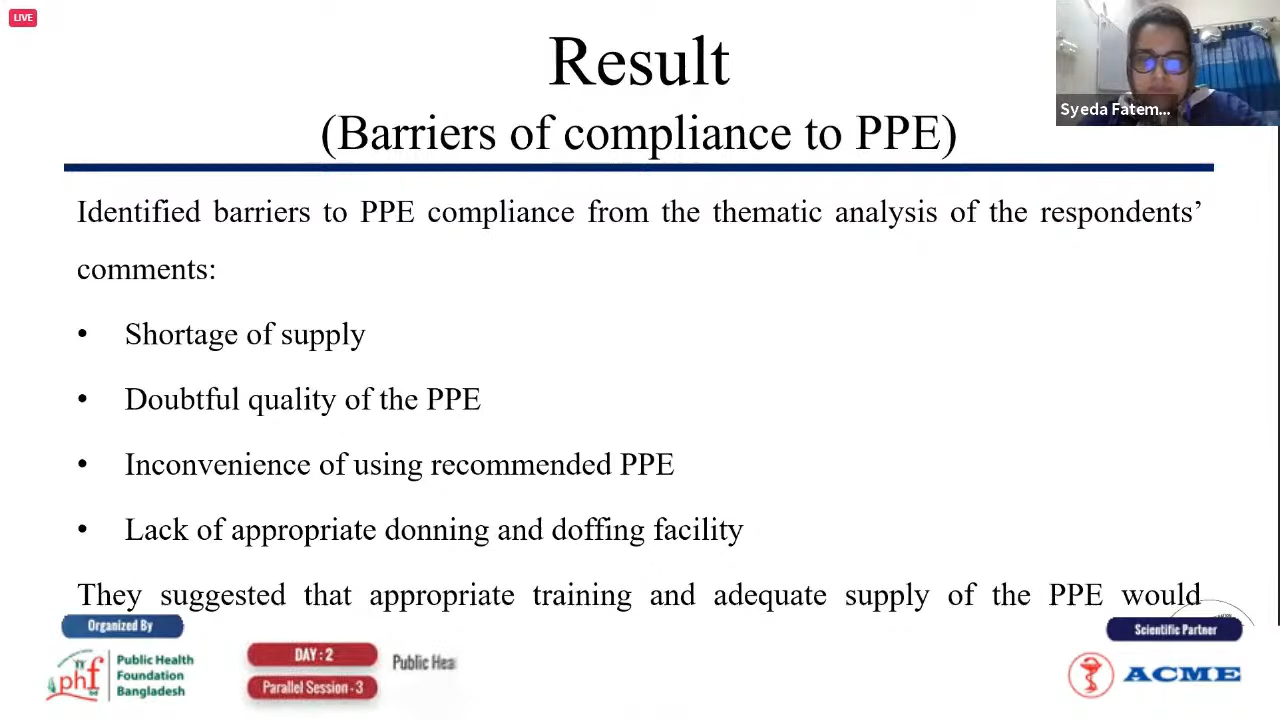 LIVE
Result
(Barriers of compliance to PPE)
Syeda Fatem...
Identified barriers to PPE compliance from the thematic analysis of the respondents’
comments:
• Shortage of supply
• Doubtful quality of the PPE
• Inconvenience of using recommended PPE
• Lack of appropriate donning and doffing facility
They suggested that appropriate training and adequate supply of the PPE would
Organized By
phf
Public Health
Foundation
Bangladesh
DAY : 2
Parallel Session - 3
Public Hea
Scientific Partner
ACME